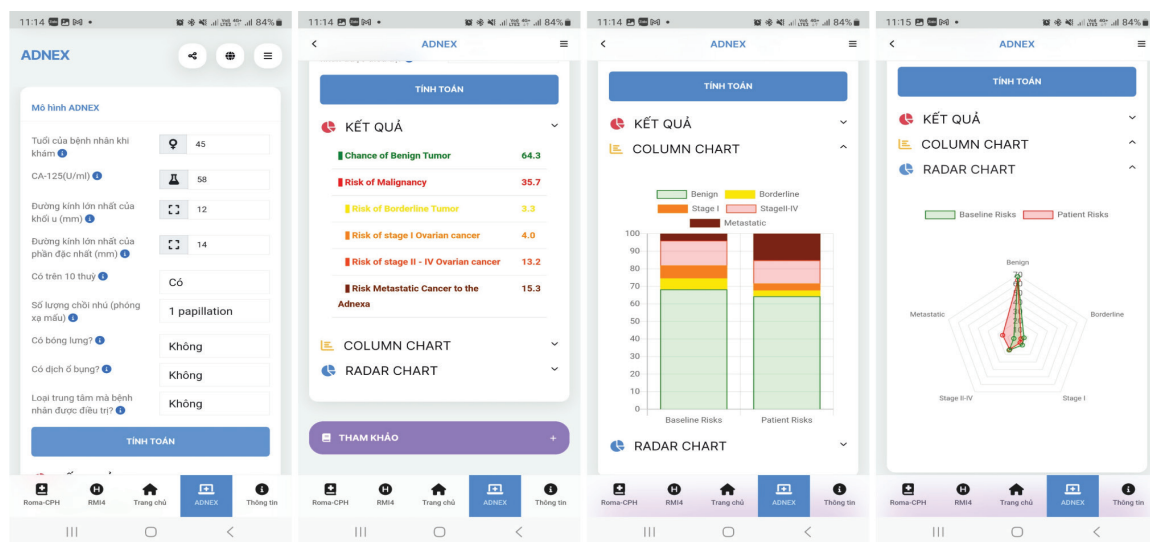 11:14
84%
ADNEX
Mô hình ADNEX
Tuổi của bệnh nhân khi
khám
45
CA-125(U/ml)
58
Đường kính lớn nhất của
khối u (mm)
12
Đường kính lớn nhất của
phần đặc nhất (mm)
14
Có trên 10 thuỳ
Có
Số lượng chồi nhú (phóng
xạ mấu)
1 papillation
Có bóng lưng?
Không
Có dịch ổ bụng?
Không
Loại trung tâm mà bệnh
nhân được điều trị?
Không
TÍNH TOÁN
Roma-CPH
RMI4
Trang chủ
ADNEX
Thông tin
11:14
84%
ADNEX
TÍNH TOÁN
KẾT QUẢ
Chance of Benign Tumor 64.3
Risk of Malignancy 35.7
Risk of Borderline Tumor 3.3
Risk of stage I Ovarian cancer 4.0
Risk of stage II - IV Ovarian cancer 13.2
Risk Metastatic Cancer to the 15.3
Adnexa
COLUMN CHART
RADAR CHART
THAM KHẢO +
Roma-CPH
RMI4
Trang chủ
ADNEX
Thông tin
11:14
84%
ADNEX
TÍNH TOÁN
KẾT QUẢ
COLUMN CHART
Benign Borderline
Stage I StageII-IV
Metastatic
100
90
80
70
60
50
40
30
20
10
0
Baseline Risks Patient Risks
RADAR CHART
Roma-CPH
RMI4
Trang chủ
ADNEX
Thông tin
11:15
84%
ADNEX
TÍNH TOÁN
KẾT QUẢ
COLUMN CHART
RADAR CHART
Baseline Risks Patient Risks
Benign
70
Metastatic
Borderline
Stage II-IV
Stage I
Roma-CPH
RMI4
Trang chủ
ADNEX
Thông tin